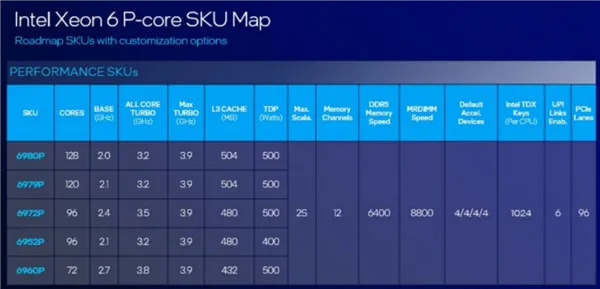 Intel Xeon 6 P-core SKU Map
Roadmap SKUs with customization options
PERFORMANCE SKUs
SKU CORES BASE (GHz) ALL CORE TURBO (GHz) Max TURBO (GHz) L3 CACHE (MB) TDP (Watts) Max. Scala. Memory Channels DDR5 Memory Speed MRDIMM Speed Default Accel. Devices Intel TDX Keys (Per CPU) UPI Links Enab. PCIe Lanes
6980P 128 2.0 3.2 3.9 504 500
6979P 120 2.1 3.2 3.9 504 500
6972P 96 2.4 3.5 3.9 480 500 2S 12 6400 8800 4/4/4/4 1024 6 96
6952P 96 2.1 3.2 3.9 480 400
6960P 72 2.7 3.8 3.9 432 500